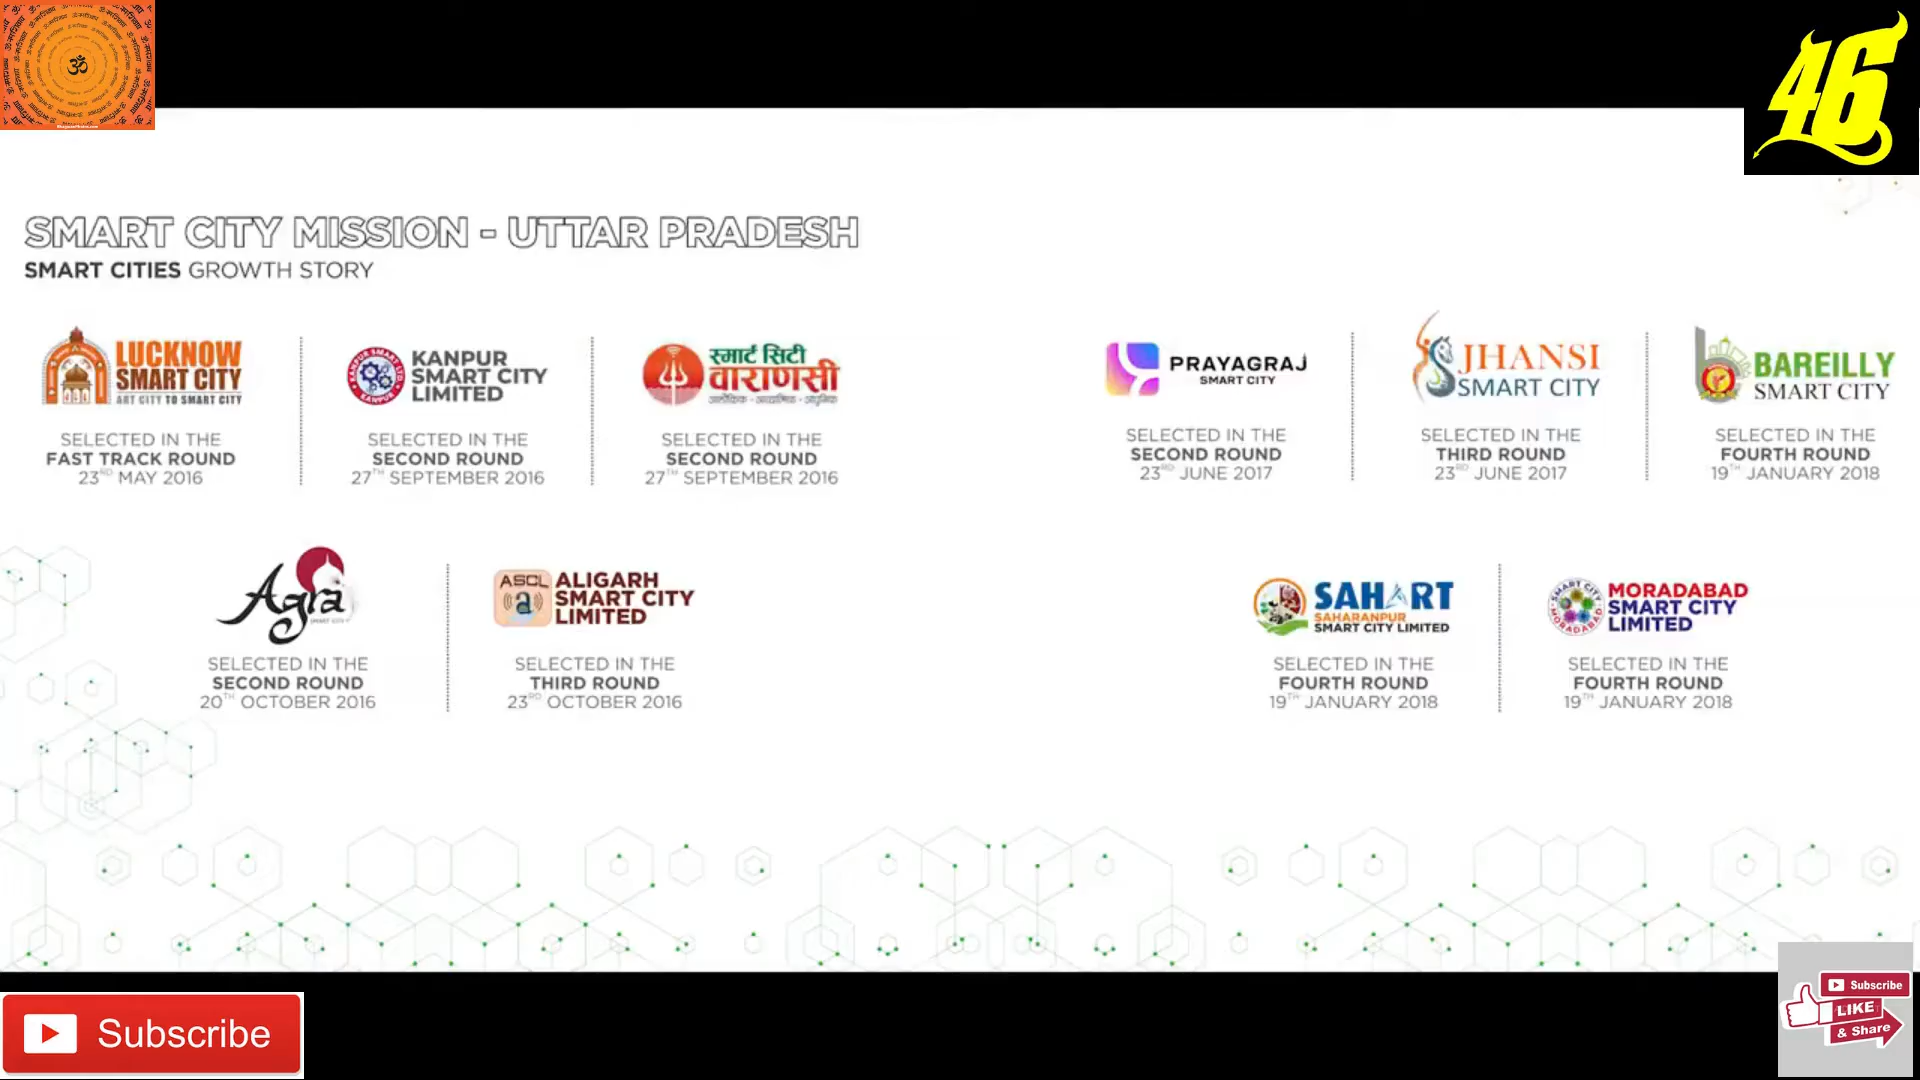 46
SMART CITY MISSION - UTTAR PRADESH
SMART CITIES GROWTH STORY
LUCKNOW
SMART CITY
ART CITY TO SMART CITY
SELECTED IN THE
FAST TRACK ROUND
23RD MAY 2016
KANPUR
SMART CITY
LIMITED
SELECTED IN THE
SECOND ROUND
27TH SEPTEMBER 2016
स्मार्ट सिटी
वाराणसी
SELECTED IN THE
SECOND ROUND
27TH SEPTEMBER 2016
PRAYAGRAJ
SMART CITY
SELECTED IN THE
SECOND ROUND
23RD JUNE 2017
JHANSI
SMART CITY
SELECTED IN THE
THIRD ROUND
23RD JUNE 2017
BAREILLY
SMART CITY
SELECTED IN THE
FOURTH ROUND
19TH JANUARY 2018
Agra
SMART CITY
SELECTED IN THE
SECOND ROUND
20TH OCTOBER 2016
ASCL
a
ALIGARH
SMART CITY
LIMITED
SELECTED IN THE
THIRD ROUND
23RD OCTOBER 2016
SAHART
SAHARANPUR
SMART CITY LIMITED
SELECTED IN THE
FOURTH ROUND
19TH JANUARY 2018
SMART CITY
MORADABAD
MORADABAD
SMART CITY
LIMITED
SELECTED IN THE
FOURTH ROUND
19TH JANUARY 2018
Subscribe
Subscribe
LIKE
& Share